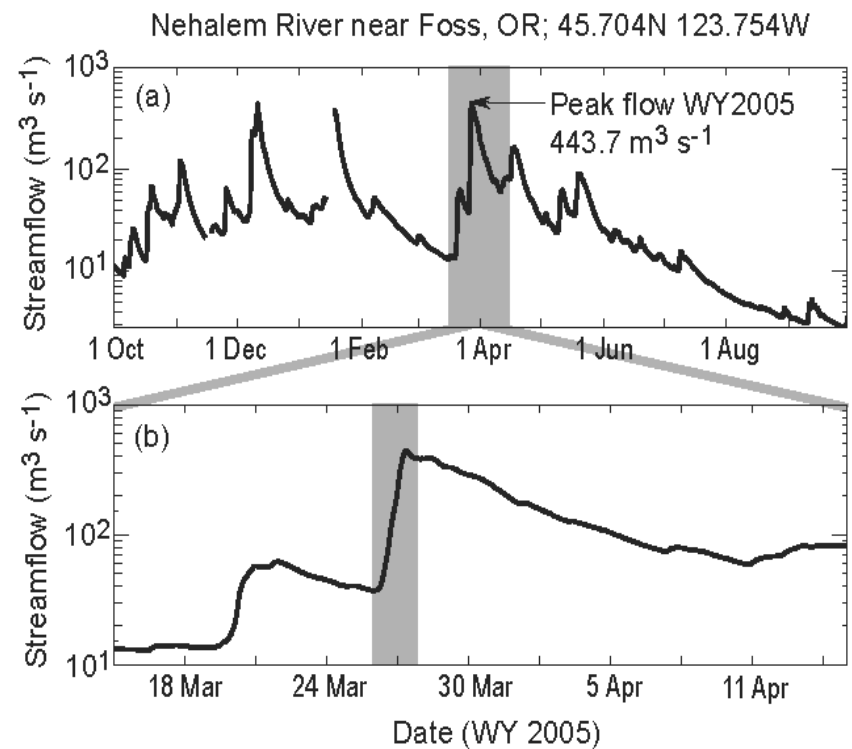 Nehalem River near Foss, OR; 45.704N 123.754W
Streamflow (m³ s⁻¹)
10³
10²
10¹
(a)
Peak flow WY2005
443.7 m³ s⁻¹
1 Oct 1 Dec 1 Feb 1 Apr 1 Jun 1 Aug
Streamflow (m³ s⁻¹)
10³
10²
10¹
(b)
18 Mar 24 Mar 30 Mar 5 Apr 11 Apr
Date (WY 2005)